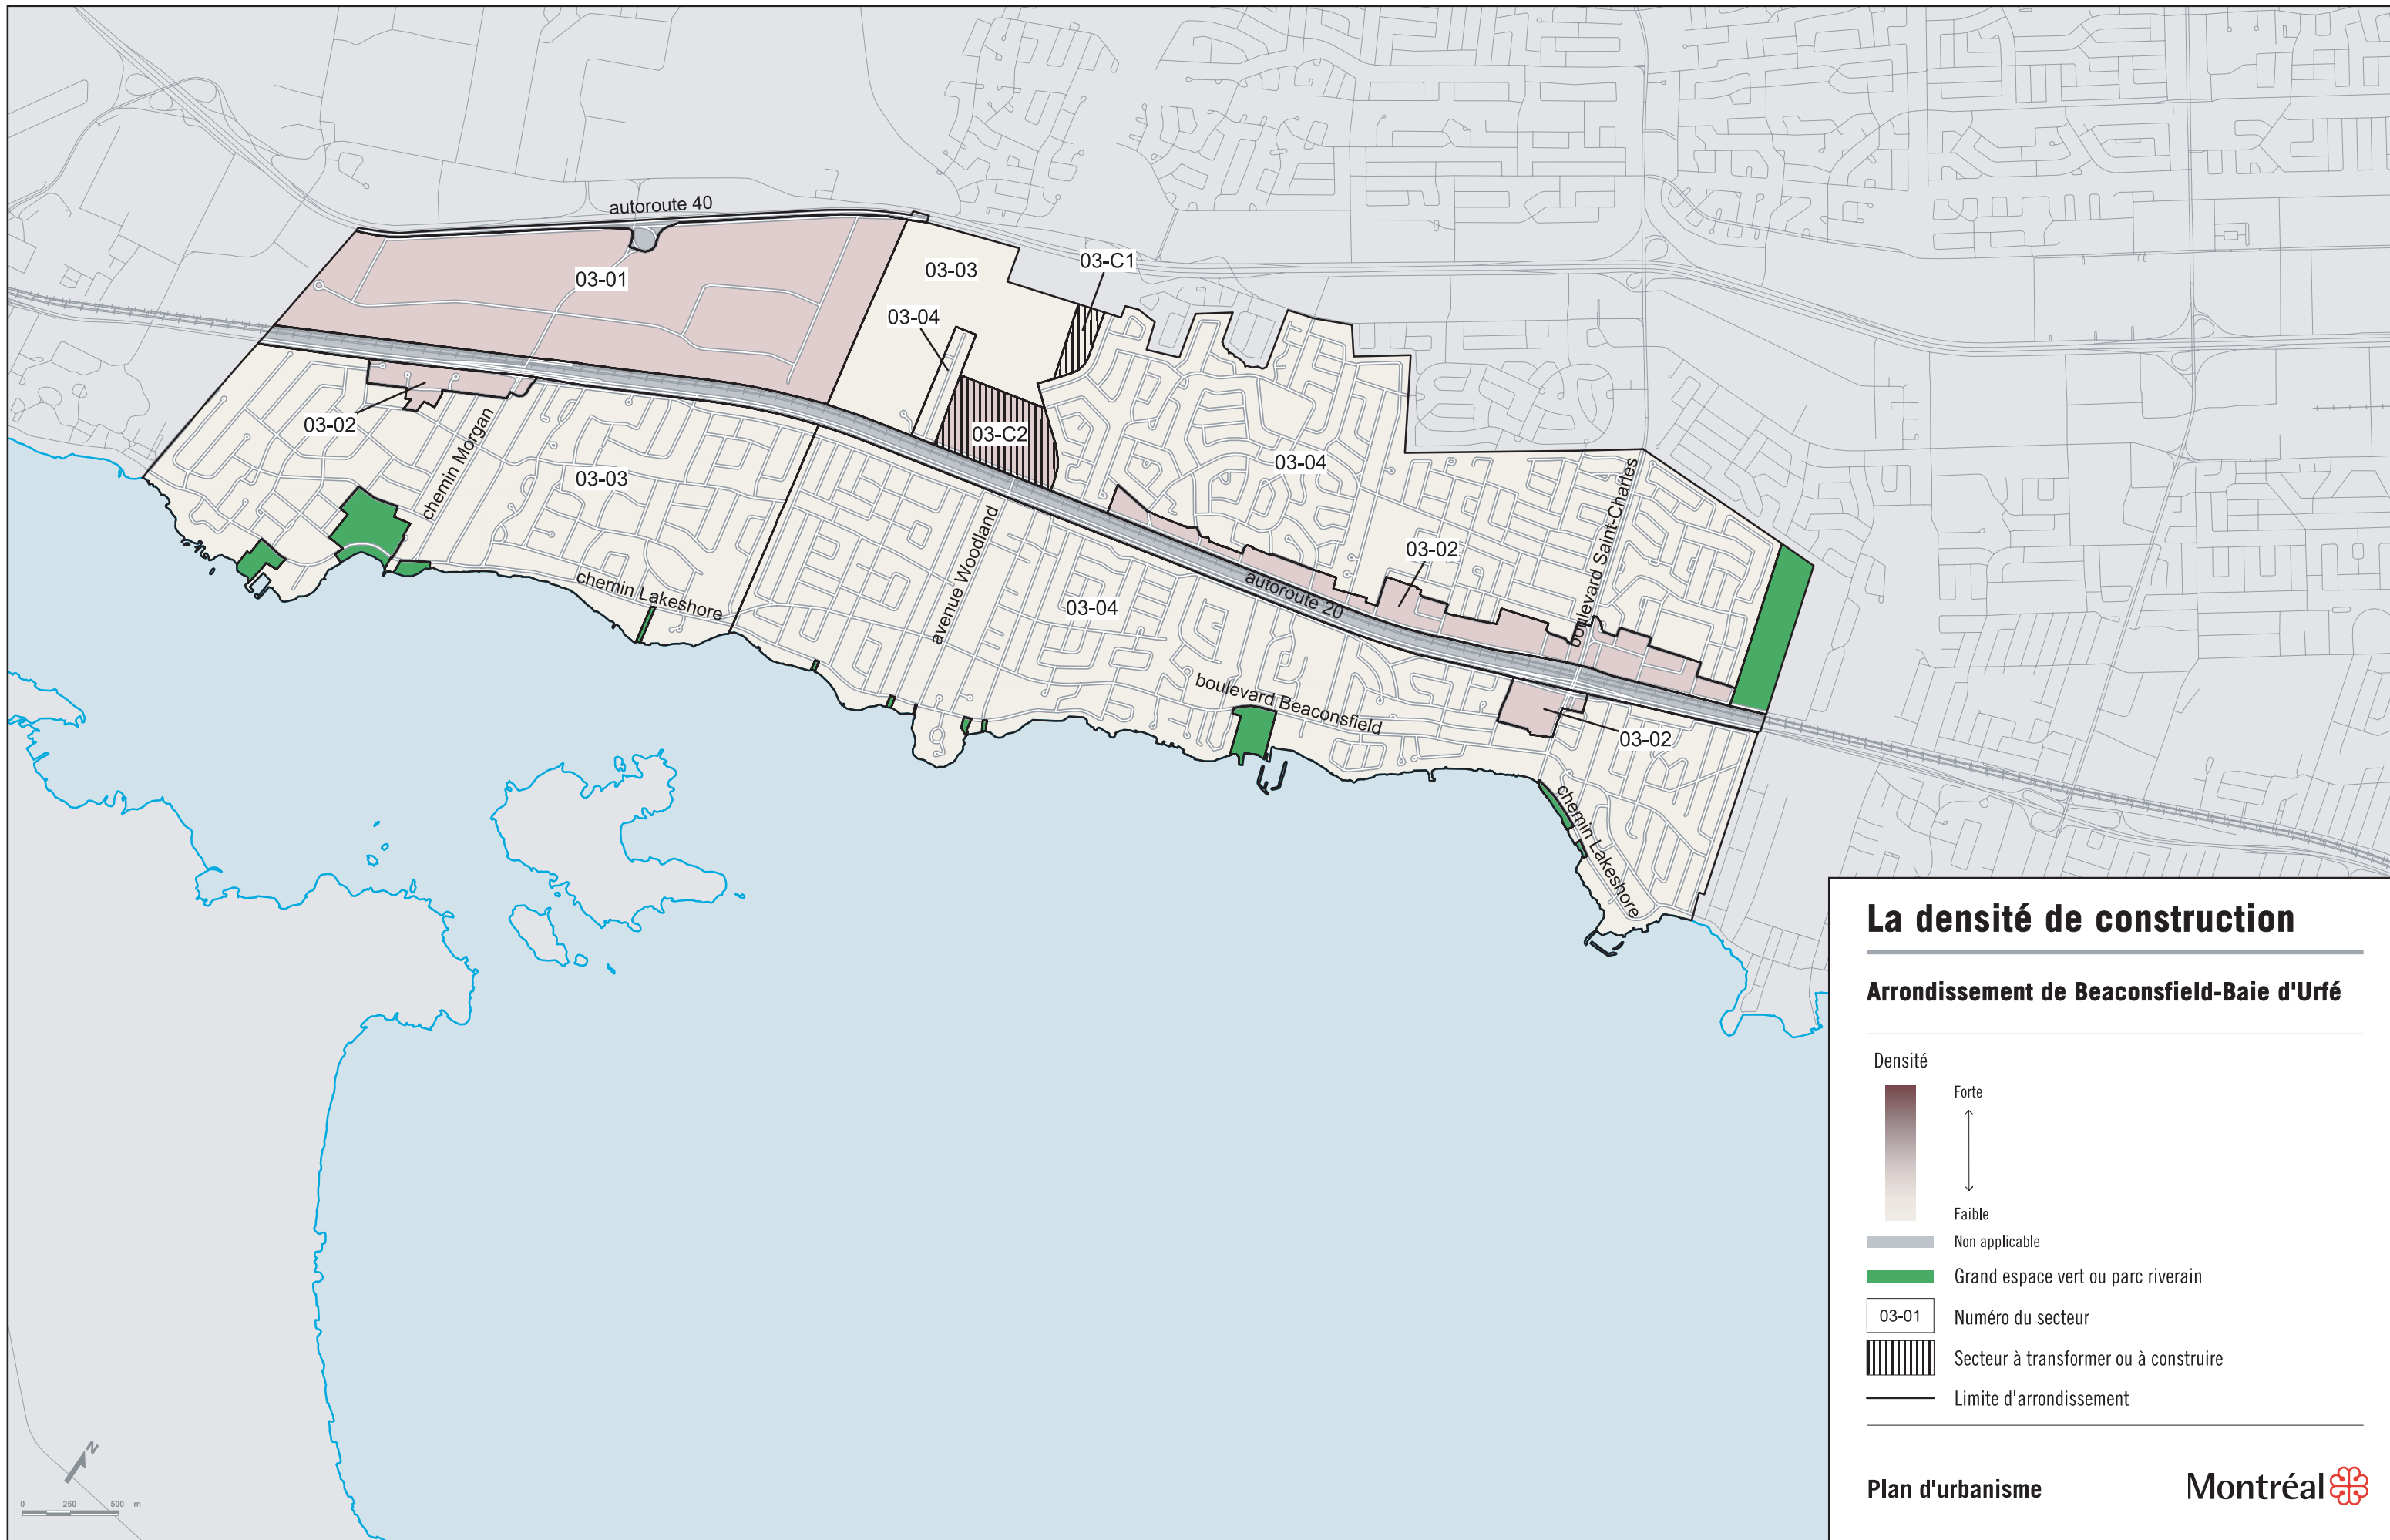 autoroute 40
03-01
03-03
03-C1
03-04
03-02
chemin Morgan
03-C2
03-03
03-04
boulevard Saint-Charles
avenue Woodland
03-02
autoroute 20
chemin Lakeshore
03-04
boulevard Beaconsfield
03-02
chemin Lakeshore
La densité de construction
Arrondissement de Beaconsfield-Baie d'Urfé
Densité
Forte
Faible
Non applicable
Grand espace vert ou parc riverain
03-01 Numéro du secteur
Secteur à transformer ou à construire
Limite d'arrondissement
Plan d'urbanisme
Montréal
N
0 250 500 m